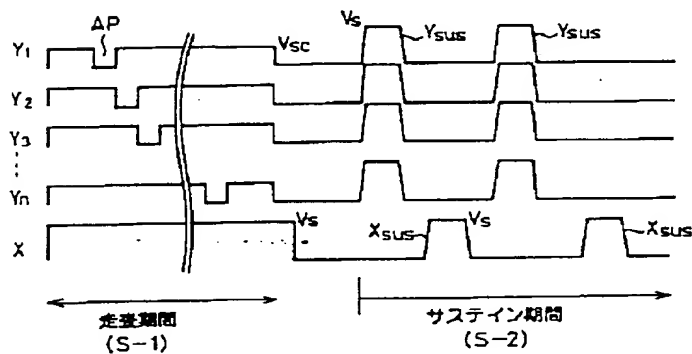 AP
Y1
Vsc
Vs
Ysus
Ysus
Y2
Y3
Yn
X
Vs
Xsus
Vs
Xsus
走査期間
(S-1)
サステイン期間
(S-2)